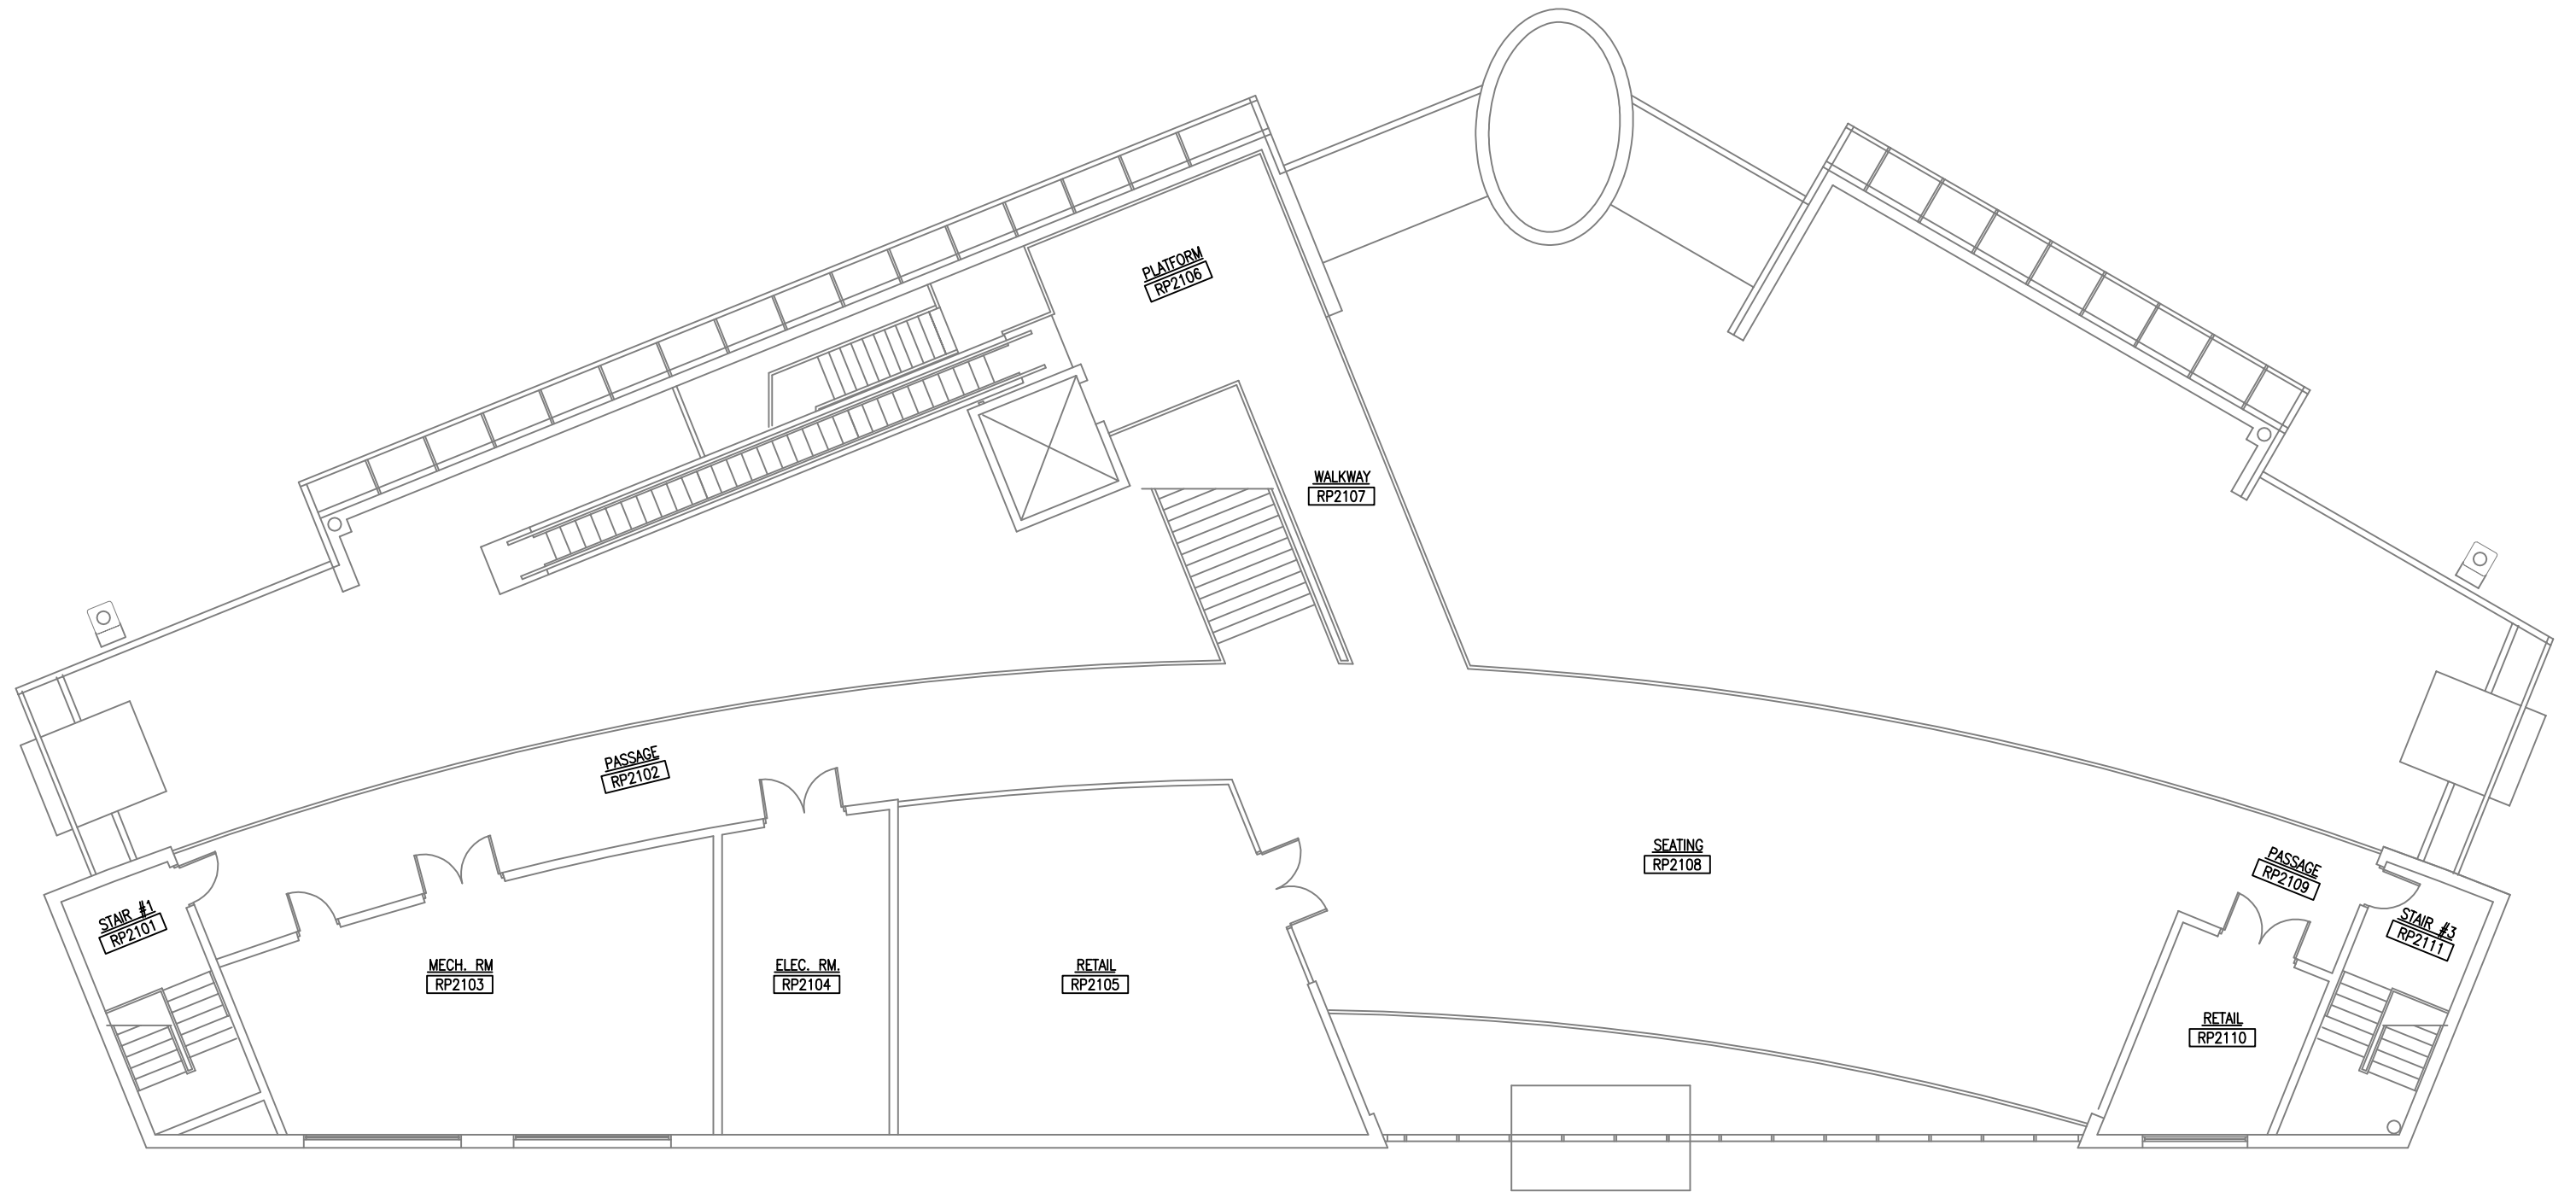 PLATFORM
RP2106
WALKWAY
RP2107
PASSAGE
RP2102
SEATING
RP2108
PASSAGE
RP2109
STAIR #1
RP2101
STAIR #3
RP2111
MECH. RM
RP2103
ELEC. RM.
RP2104
RETAIL
RP2105
RETAIL
RP2110